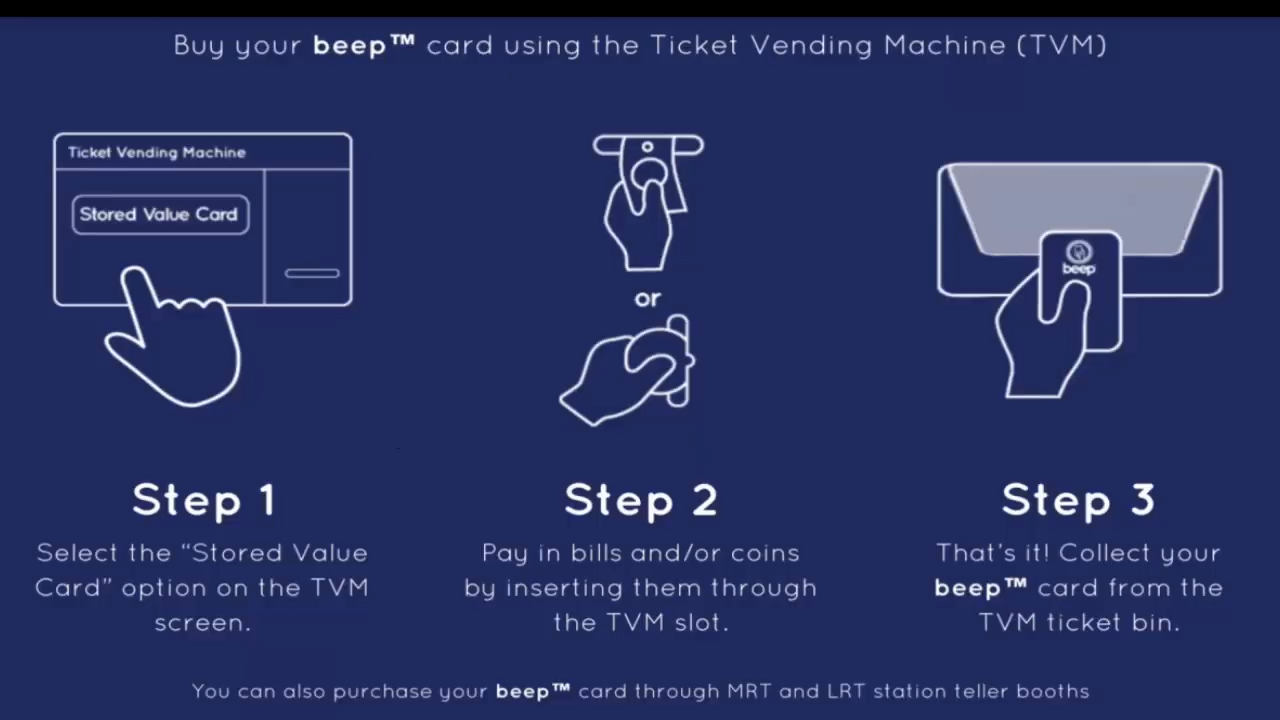 Buy your beep™ card using the Ticket Vending Machine (TVM)
Ticket Vending Machine
Stored Value Card
or
beep
Step 1
Select the “Stored Value
Card” option on the TVM
screen.
Step 2
Pay in bills and/or coins
by inserting them through
the TVM slot.
Step 3
That's it! Collect your
beep™ card from the
TVM ticket bin.
You can also purchase your beep™ card through MRT and LRT station teller booths